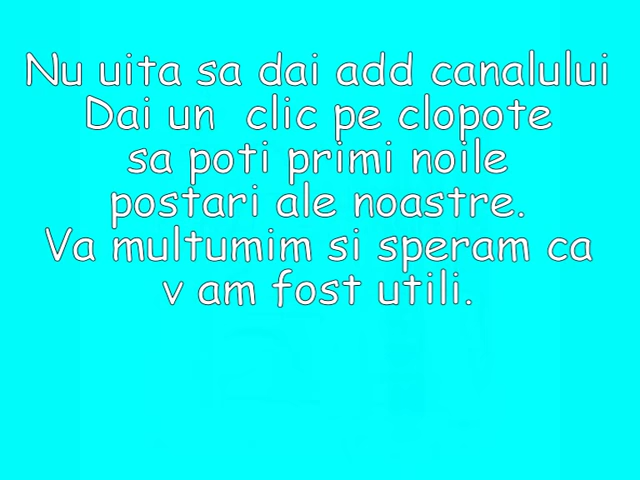 Nu uita sa dai add canalului
Dai un  clic pe clopote
sa poti primi noile
postari ale noastre.
Va multumim si speram ca
v am fost utili.